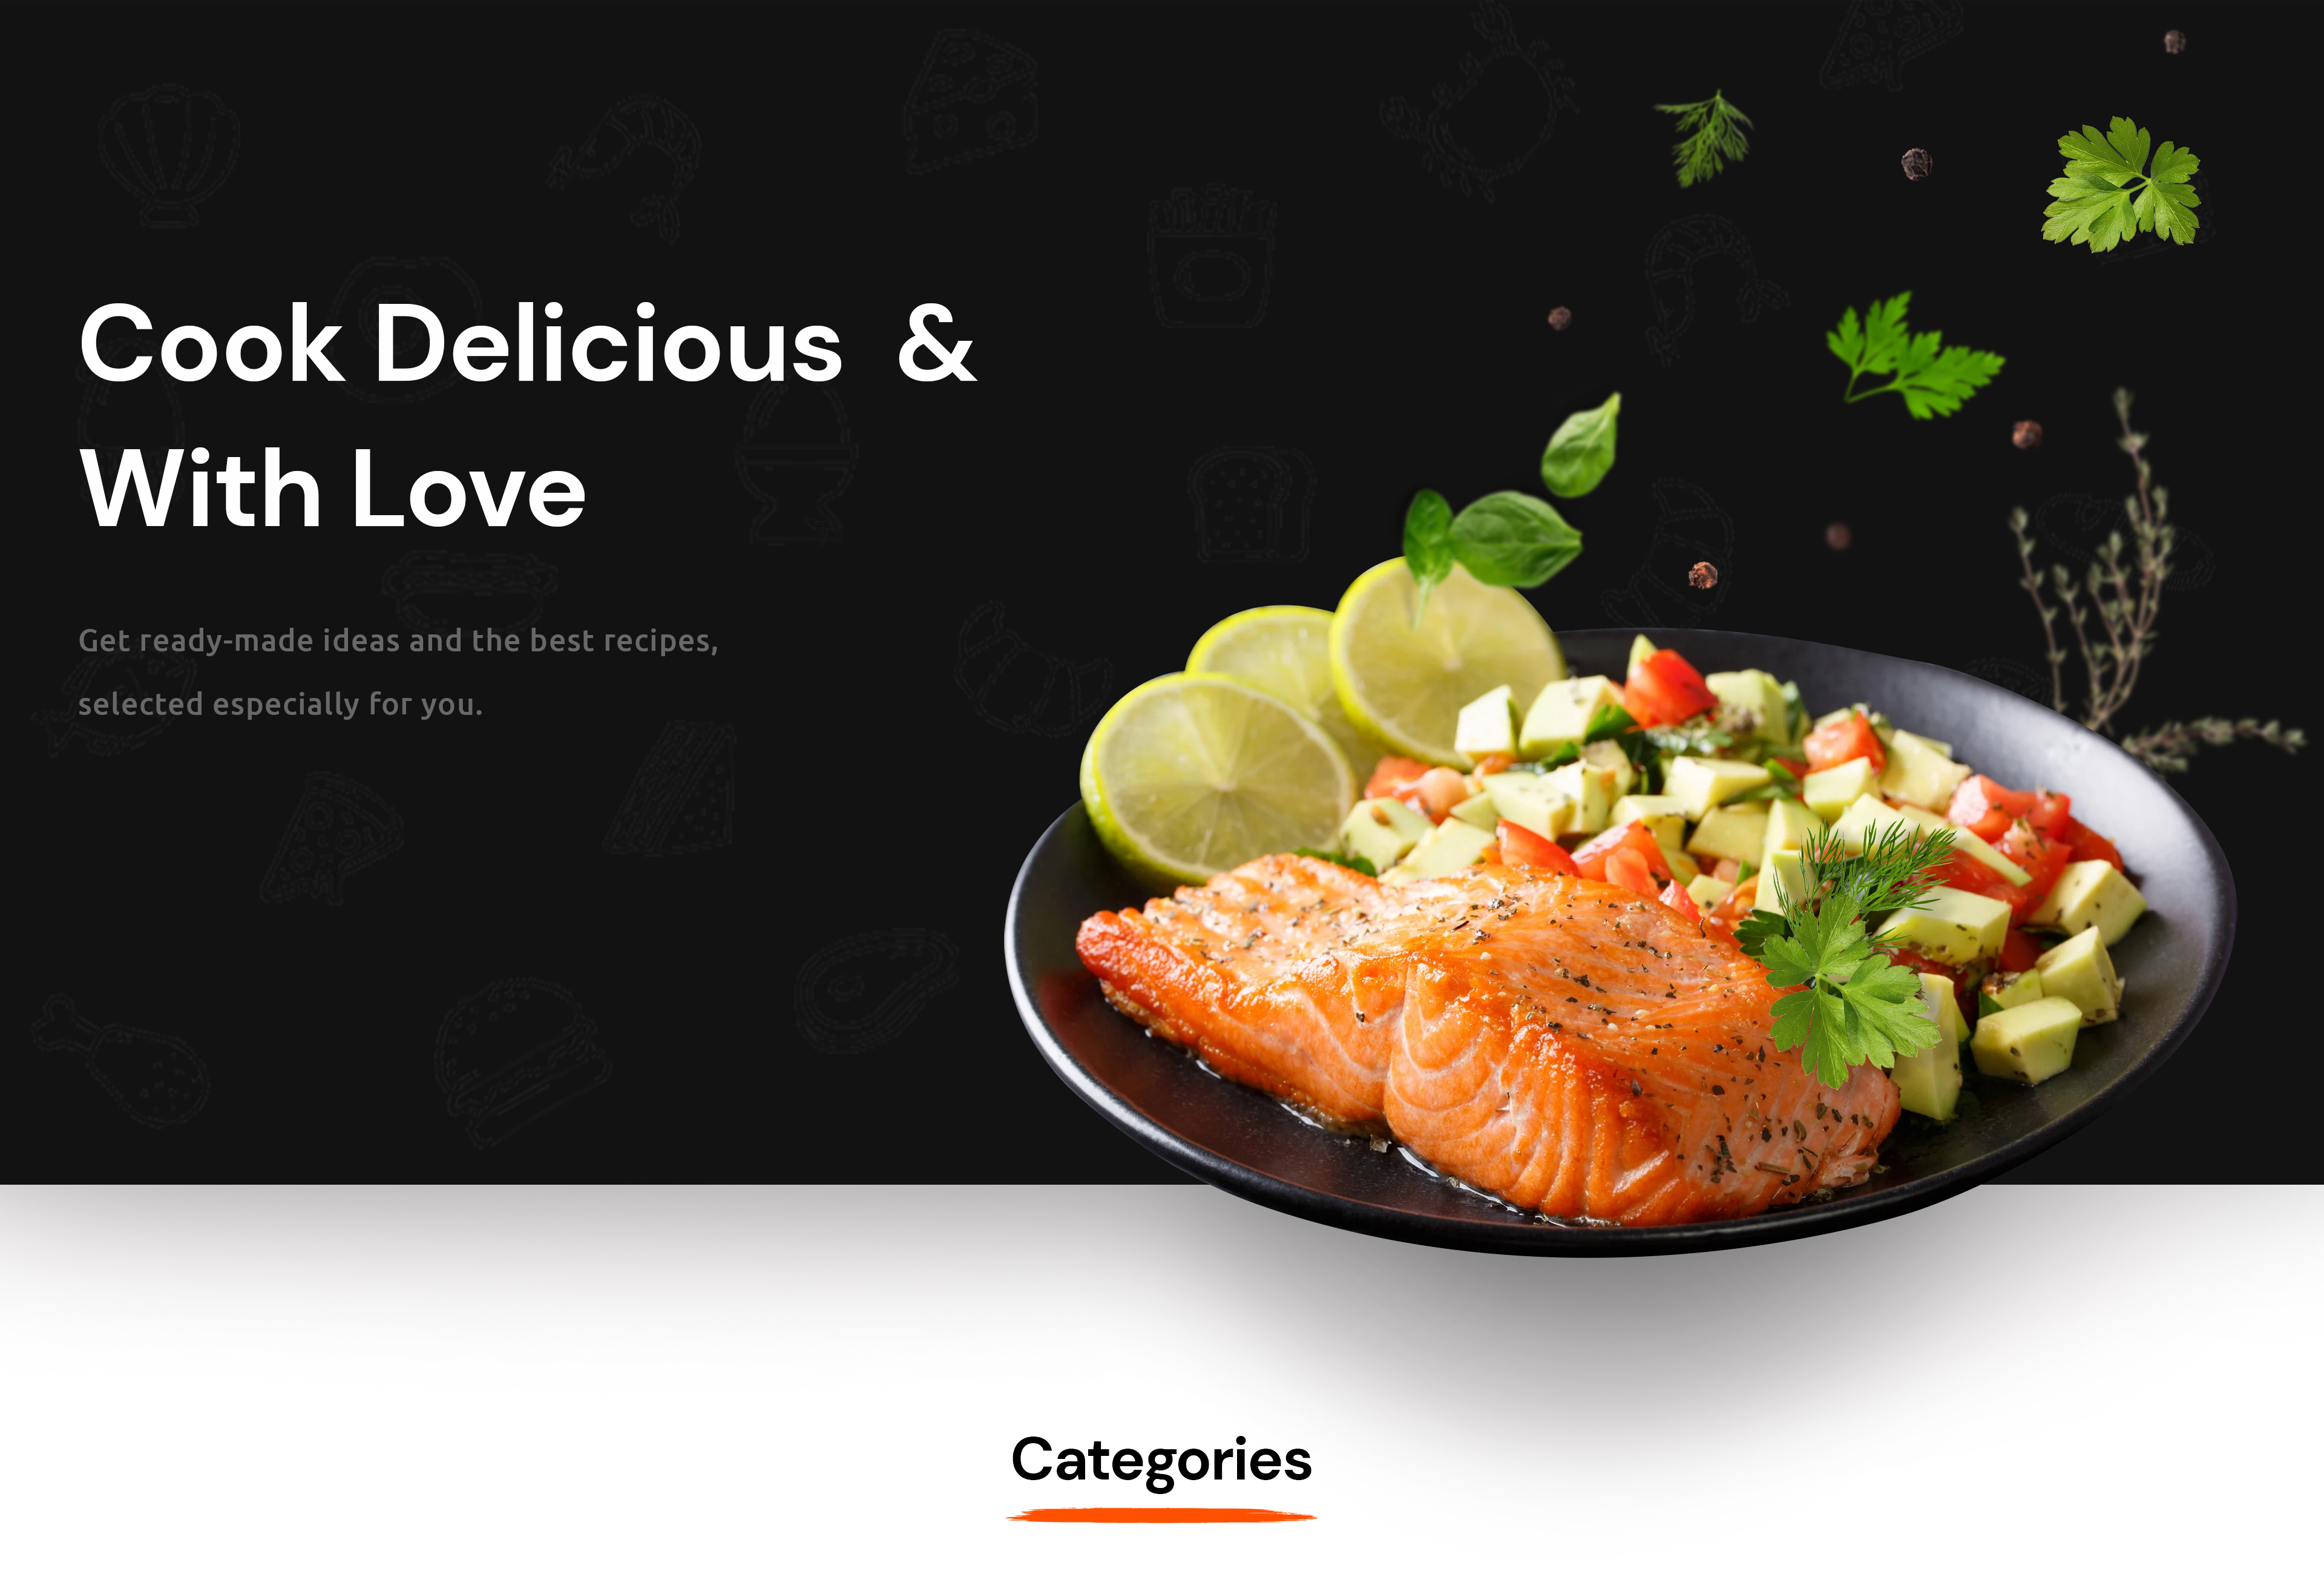 Cook Delicious &
With Love
Get ready-made ideas and the best recipes,
selected especially for you.
Categories